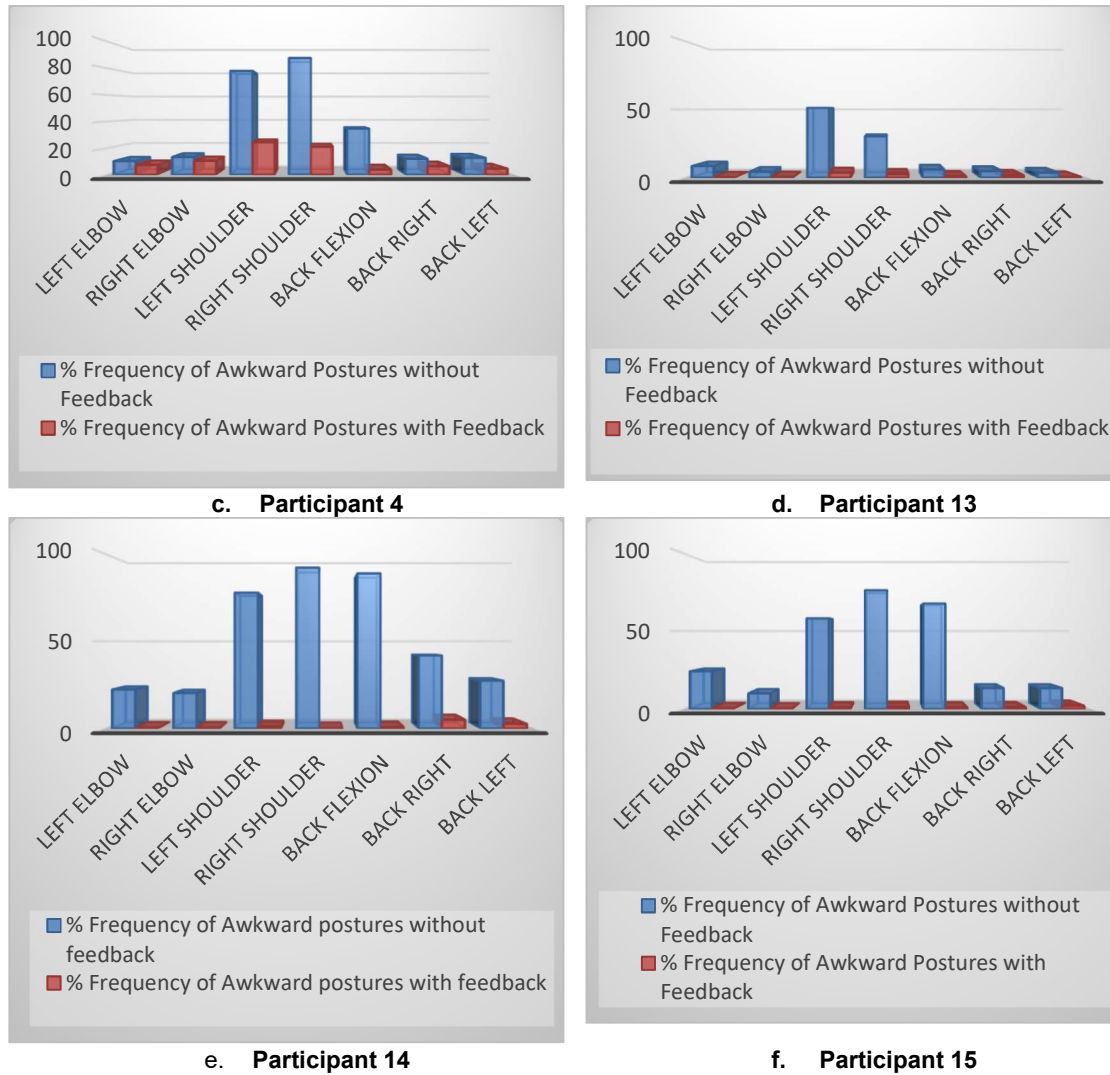 100
80
60
40
20
0
LEFT ELBOW
RIGHT ELBOW
LEFT SHOULDER
RIGHT SHOULDER
BACK FLEXION
BACK RIGHT
BACK LEFT
% Frequency of Awkward Postures without
Feedback
% Frequency of Awkward Postures with Feedback
c. Participant 4
100
50
0
LEFT ELBOW
RIGHT ELBOW
LEFT SHOULDER
RIGHT SHOULDER
BACK FLEXION
BACK RIGHT
BACK LEFT
% Frequency of Awkward Postures without
Feedback
% Frequency of Awkward Postures with Feedback
d. Participant 13
100
50
0
LEFT ELBOW
RIGHT ELBOW
LEFT SHOULDER
RIGHT SHOULDER
BACK FLEXION
BACK RIGHT
BACK LEFT
% Frequency of Awkward postures without
feedback
% Frequency of Awkward postures with feedback
e. Participant 14
100
50
0
LEFT ELBOW
RIGHT ELBOW
LEFT SHOULDER
RIGHT SHOULDER
BACK FLEXION
BACK RIGHT
BACK LEFT
% Frequency of Awkward Postures without
Feedback
% Frequency of Awkward Postures with
Feedback
f. Participant 15